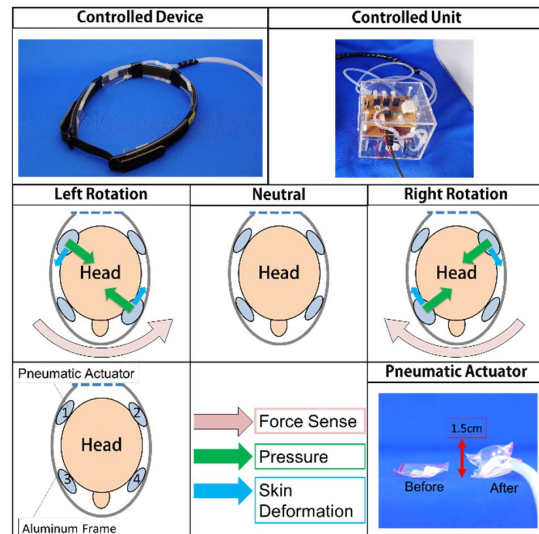 Controlled Device
Controlled Unit
Left Rotation
Neutral
Right Rotation
Head
Head
Head
Pneumatic Actuator
1
2
Head
3
4
Aluminum Frame
Force Sense
Pressure
Skin
Deformation
Pneumatic Actuator
1.5cm
Before
After